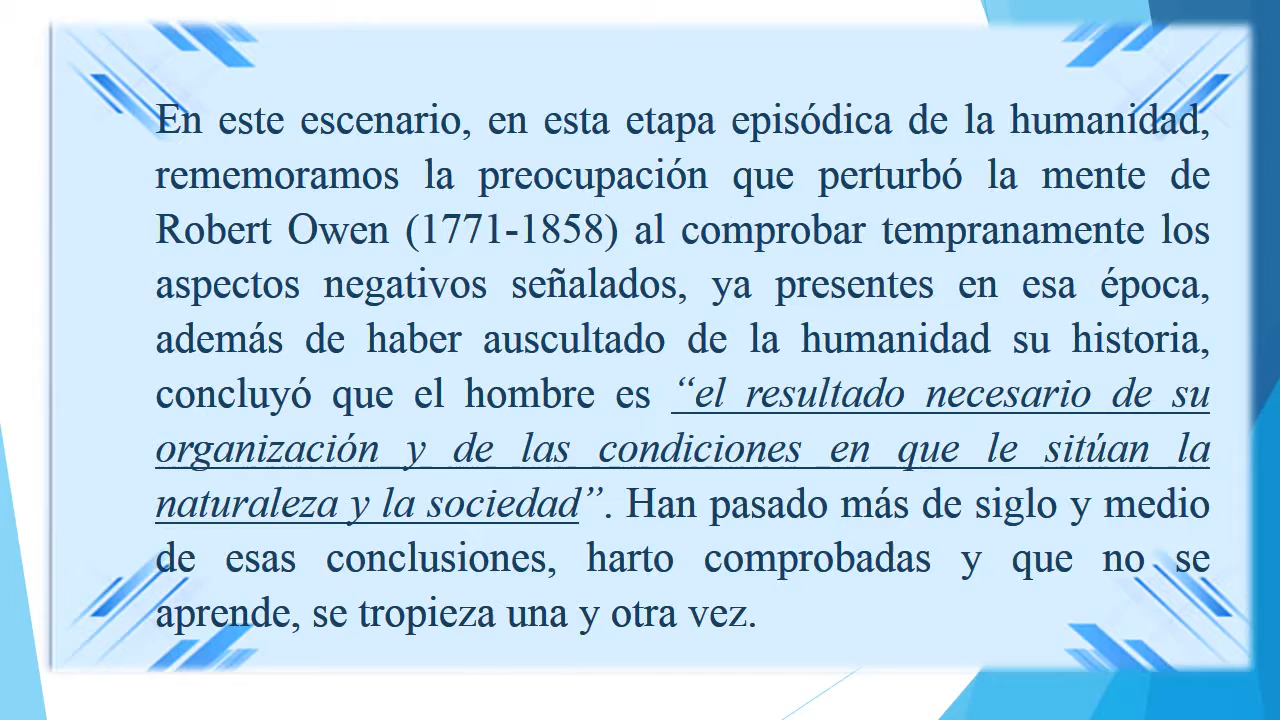 En este escenario, en esta etapa episódica de la humanidad,
rememoramos la preocupación que perturbó la mente de
Robert Owen (1771-1858) al comprobar tempranamente los
aspectos negativos señalados, ya presentes en esa época,
además de haber auscultado de la humanidad su historia,
concluyó que el hombre es “el resultado necesario de su
organización y de las condiciones en que le sitúan la
naturaleza y la sociedad”. Han pasado más de siglo y medio
de esas conclusiones, harto comprobadas y que no se
aprende, se tropieza una y otra vez.